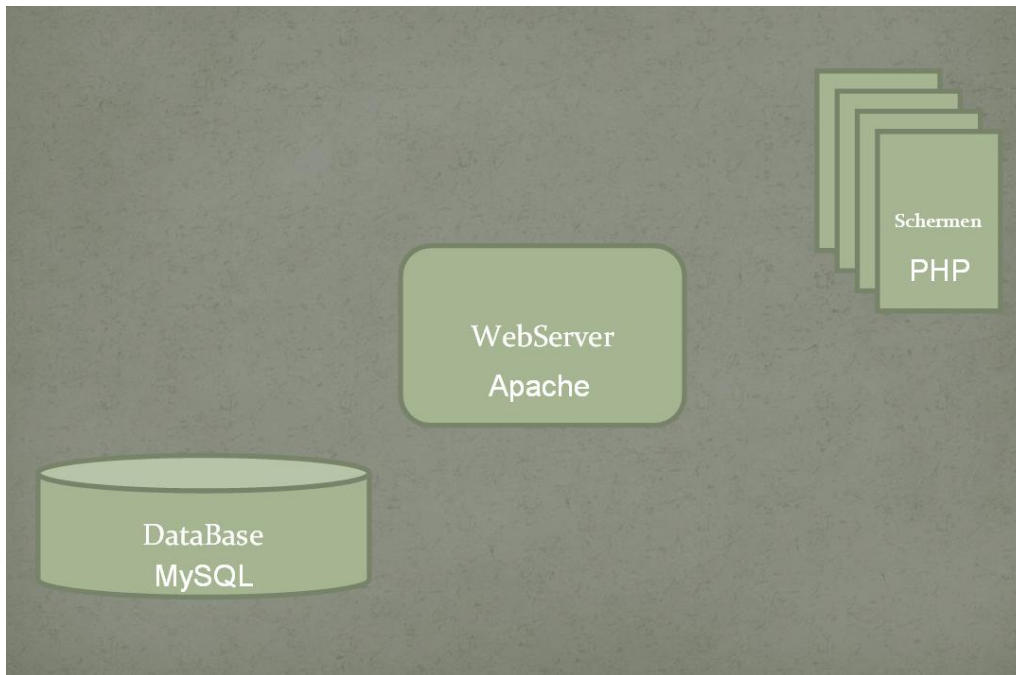 Schermen
PHP
WebServer
Apache
DataBase
MySQL